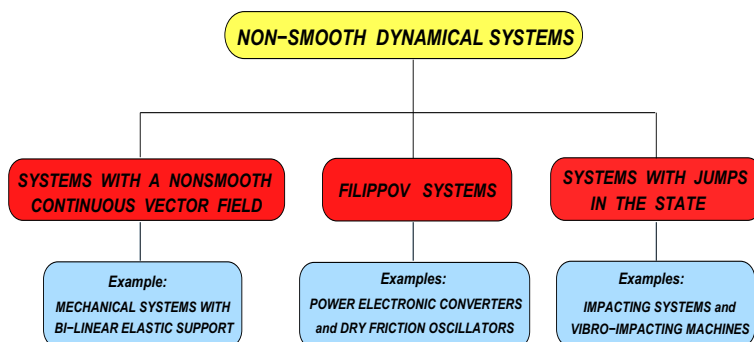 NON-SMOOTH DYNAMICAL SYSTEMS
SYSTEMS WITH A NONSMOOTH
CONTINUOUS VECTOR FIELD
FILIPPOV SYSTEMS
SYSTEMS WITH JUMPS
IN THE STATE
Example:
MECHANICAL SYSTEMS WITH
BI-LINEAR ELASTIC SUPPORT
Examples:
POWER ELECTRONIC CONVERTERS
and DRY FRICTION OSCILLATORS
Examples:
IMPACTING SYSTEMS and
VIBRO-IMPACTING MACHINES